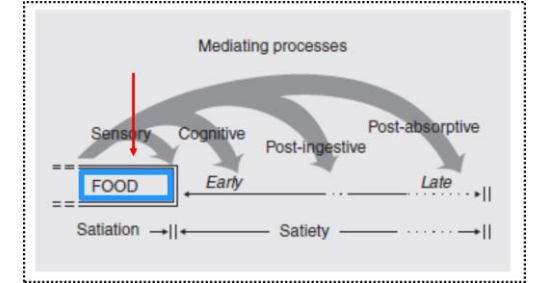 Mediating processes
Sensory Cognitive Post-ingestive Post-absorptive
FOOD Early Late
Satiation Satiety